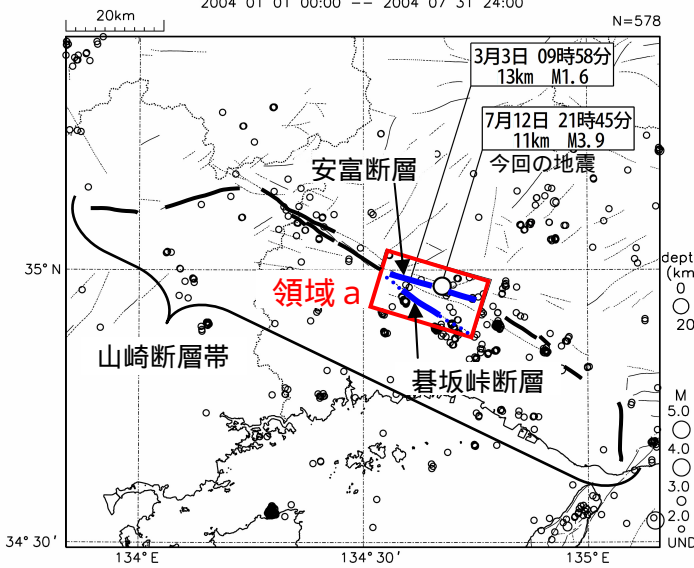 2004 01 01 00:00 -- 2004 07 31 24:00
20km
N=578
3月3日 09時58分
13km M1.6
7月12日 21時45分
11km M3.9
今回の地震
安富断層
35°N
領域a
山崎断層帯
暮坂峠断層
depth
(km
0
20
M
5.0
4.0
3.0
2.0
UND
34°30'
134°E
134°30'
135°E